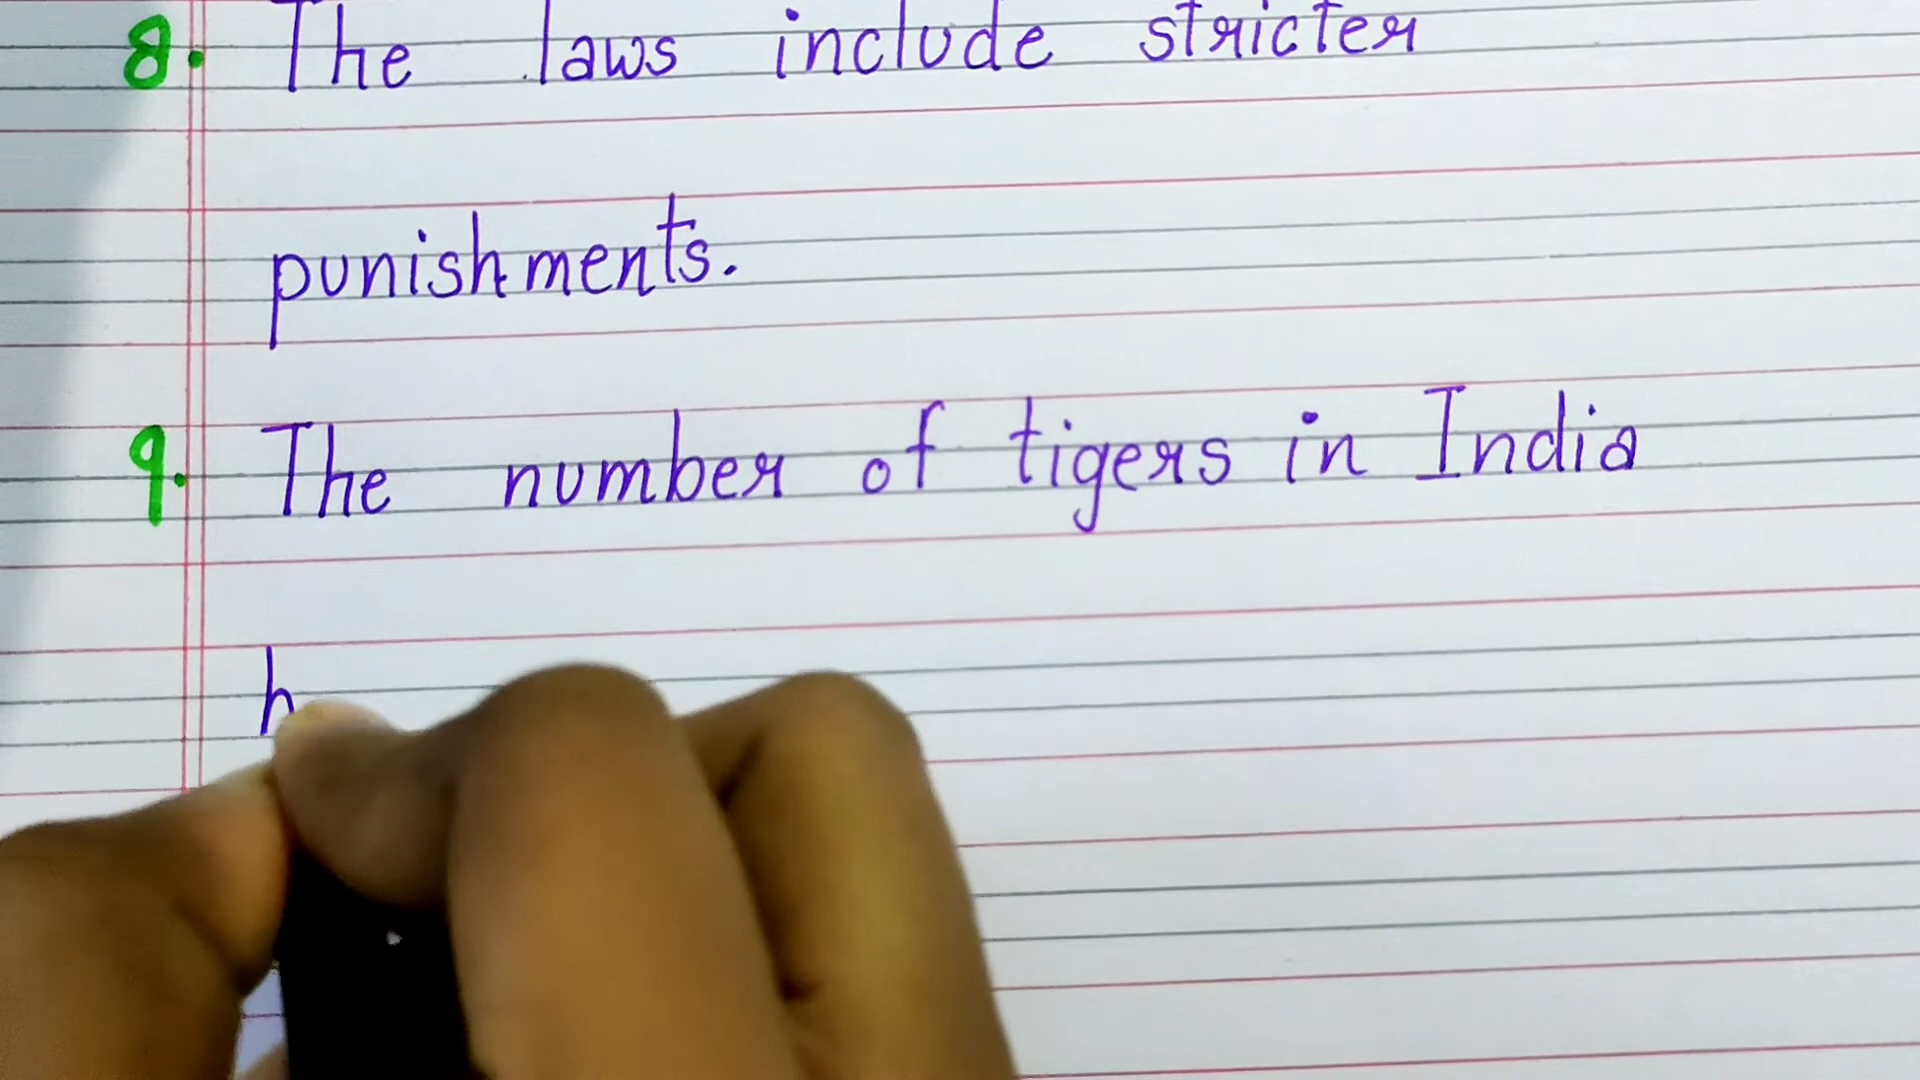 8. The laws include stricter
punishments.
9. The number of tigers in India
h